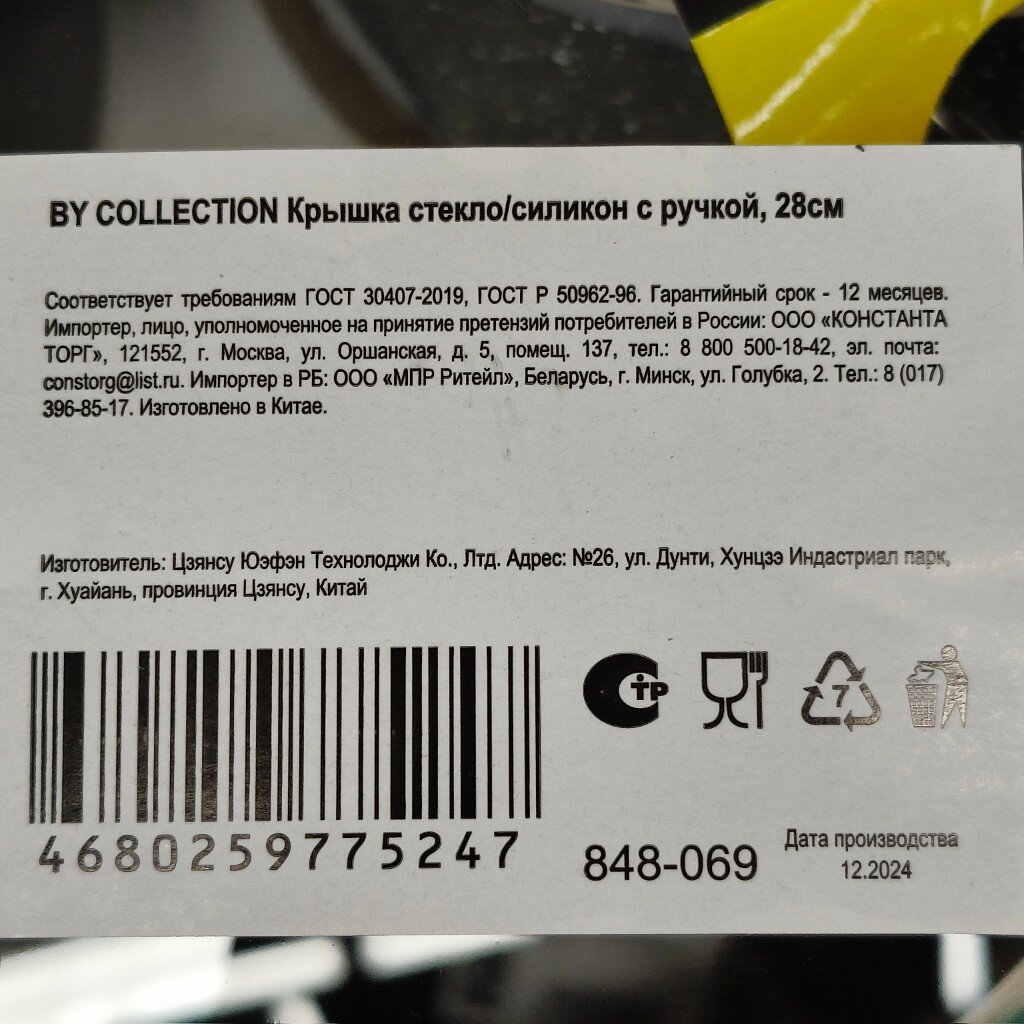 BY COLLECTION Крышка стекло/силикон с ручкой, 28см
Соответствует требованиям ГОСТ 30407-2019, ГОСТ Р 50962-96. Гарантийный срок - 12 месяцев.
Импортер, лицо, уполномоченное на принятие претензий потребителей в России: ООО «КОНСТАНТА
ТОРГ», 121552, г. Москва, ул. Оршанская, д. 5, помещ. 137, тел.: 8 800 500-18-42, эл. почта:
constorg@list.ru. Импортер в РБ: ООО «МПР Ритейл», Беларусь, г. Минск, ул. Голубка, 2. Тел.: 8 (017)
396-85-17. Изготовлено в Китае.
Изготовитель: Цзянсу Юэфэн Технолоджи Ко., Лтд. Адрес: №26, ул. Дунти, Хунцзэ Индастриал парк,
г. Хуайань, провинция Цзянсу, Китай
СТР
7
4680259775247
848-069
Дата производства
12.2024